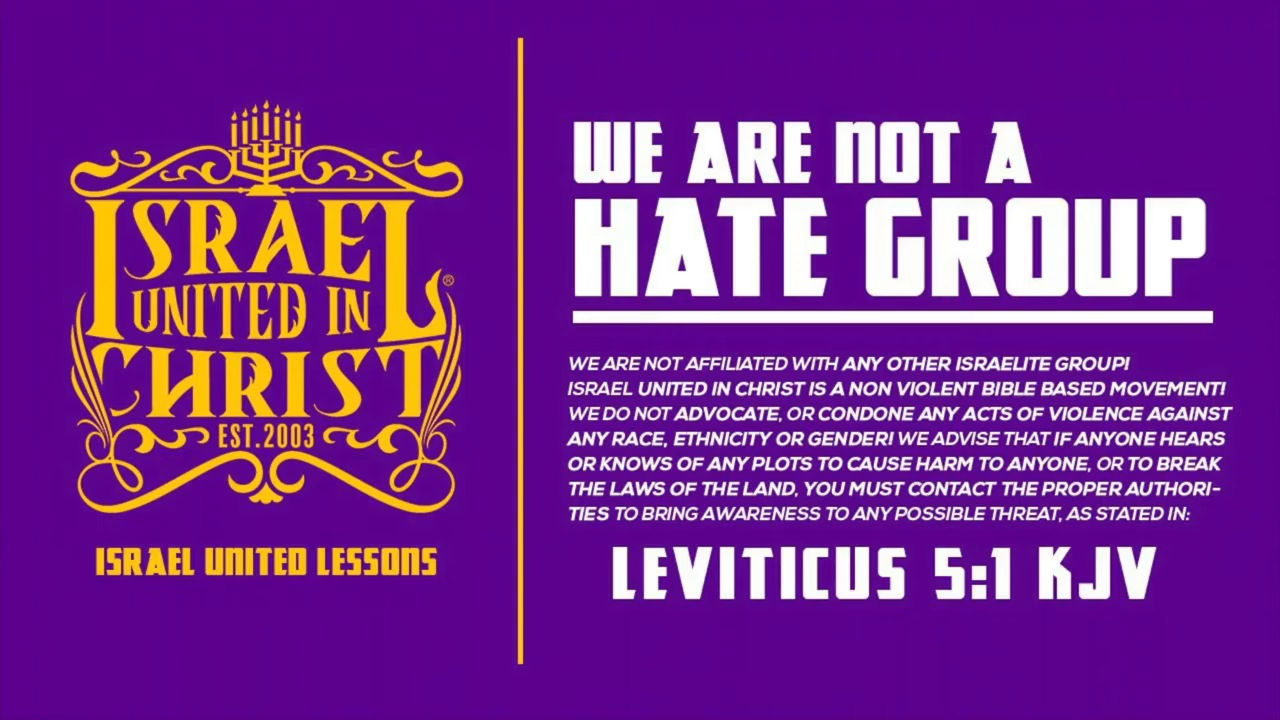 ISRAEL
UNITED IN
CHRIST
EST.2003
®
ISRAEL UNITED LESSONS
WE ARE NOT A
HATE GROUP
WE ARE NOT AFFILIATED WITH ANY OTHER ISRAELITE GROUP!
ISRAEL UNITED IN CHRIST IS A NON VIOLENT BIBLE BASED MOVEMENT!
WE DO NOT ADVOCATE, OR CONDONE ANY ACTS OF VIOLENCE AGAINST
ANY RACE, ETHNICITY OR GENDER! WE ADVISE THAT IF ANYONE HEARS
OR KNOWS OF ANY PLOTS TO CAUSE HARM TO ANYONE, OR TO BREAK
THE LAWS OF THE LAND, YOU MUST CONTACT THE PROPER AUTHORI-
TIES TO BRING AWARENESS TO ANY POSSIBLE THREAT, AS STATED IN:
LEVITICUS 5:1 KJV